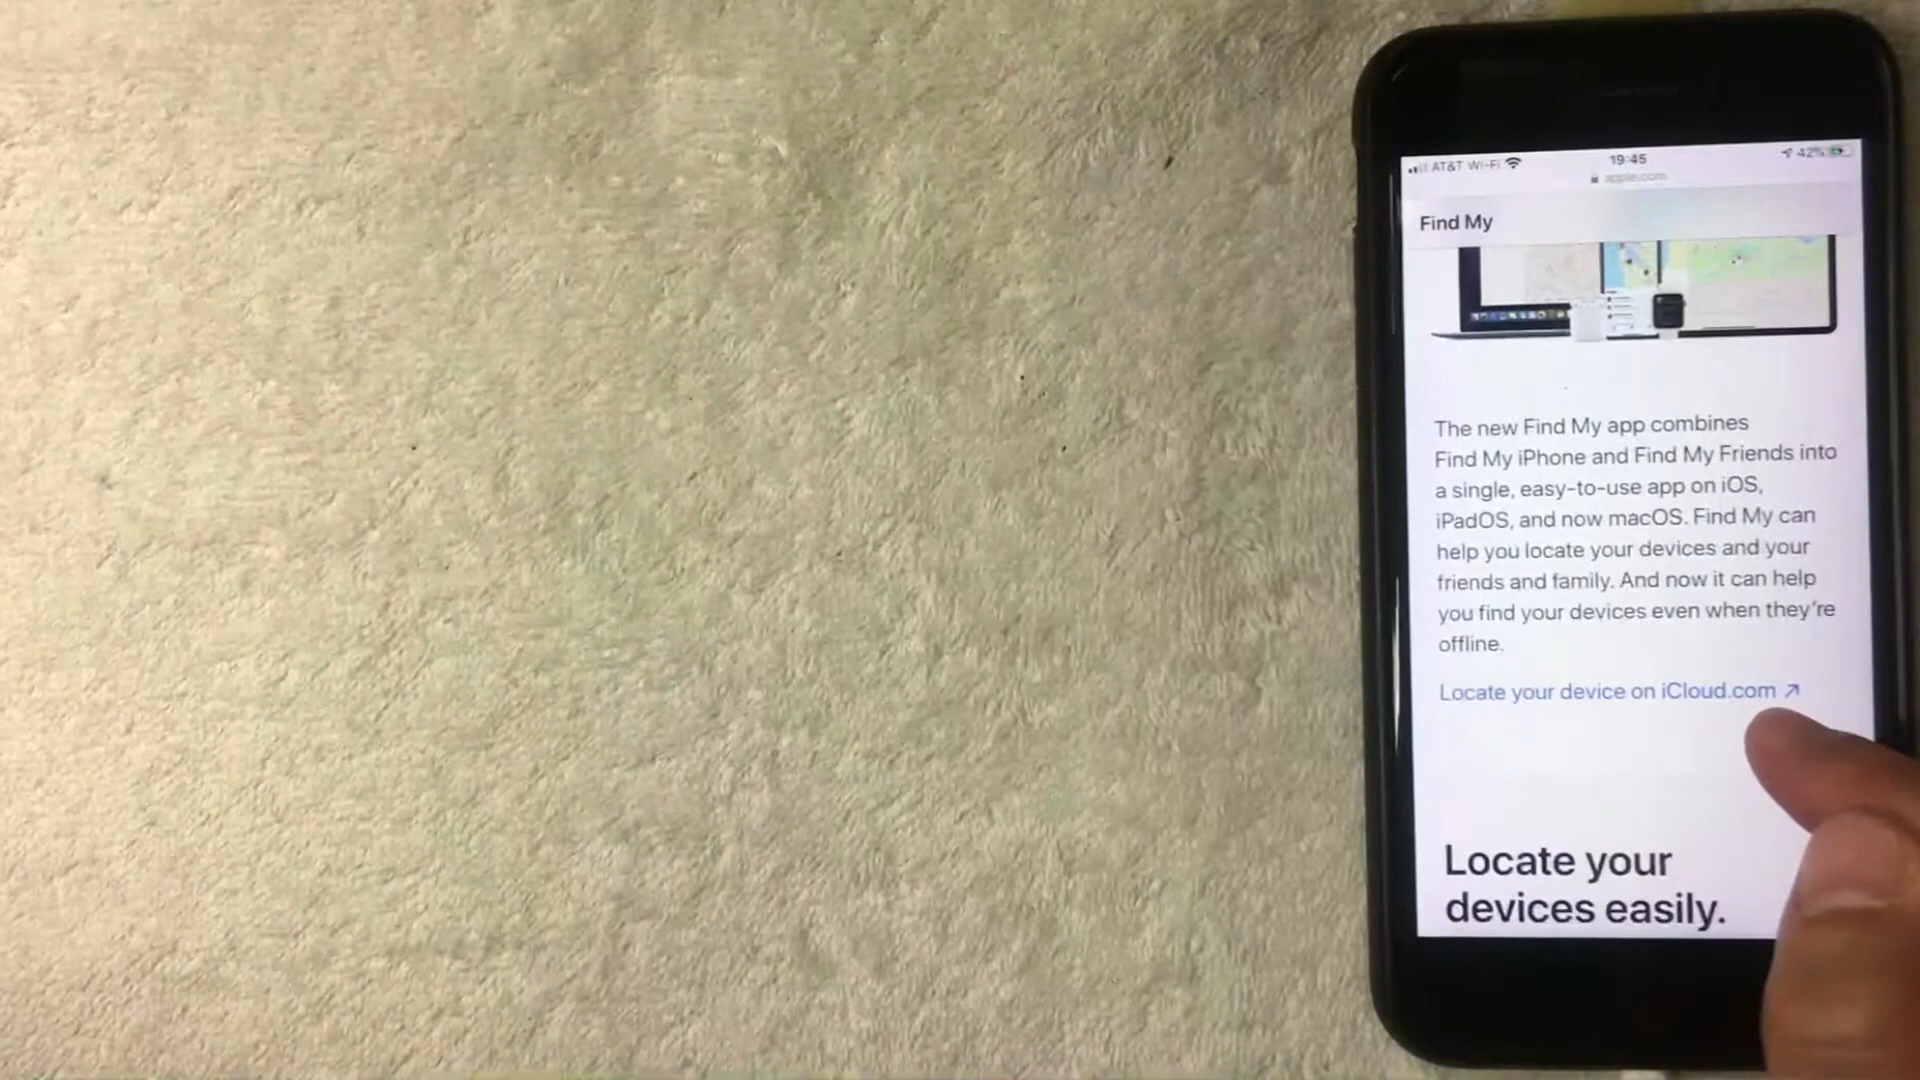 AT&T Wi-Fi 19:45 42%
apple.com
Find My
The new Find My app combines
Find My iPhone and Find My Friends into
a single, easy-to-use app on iOS,
iPadOS, and now macOS. Find My can
help you locate your devices and your
friends and family. And now it can help
you find your devices even when they're
offline.
Locate your device on iCloud.com ↗
Locate your
devices easily.